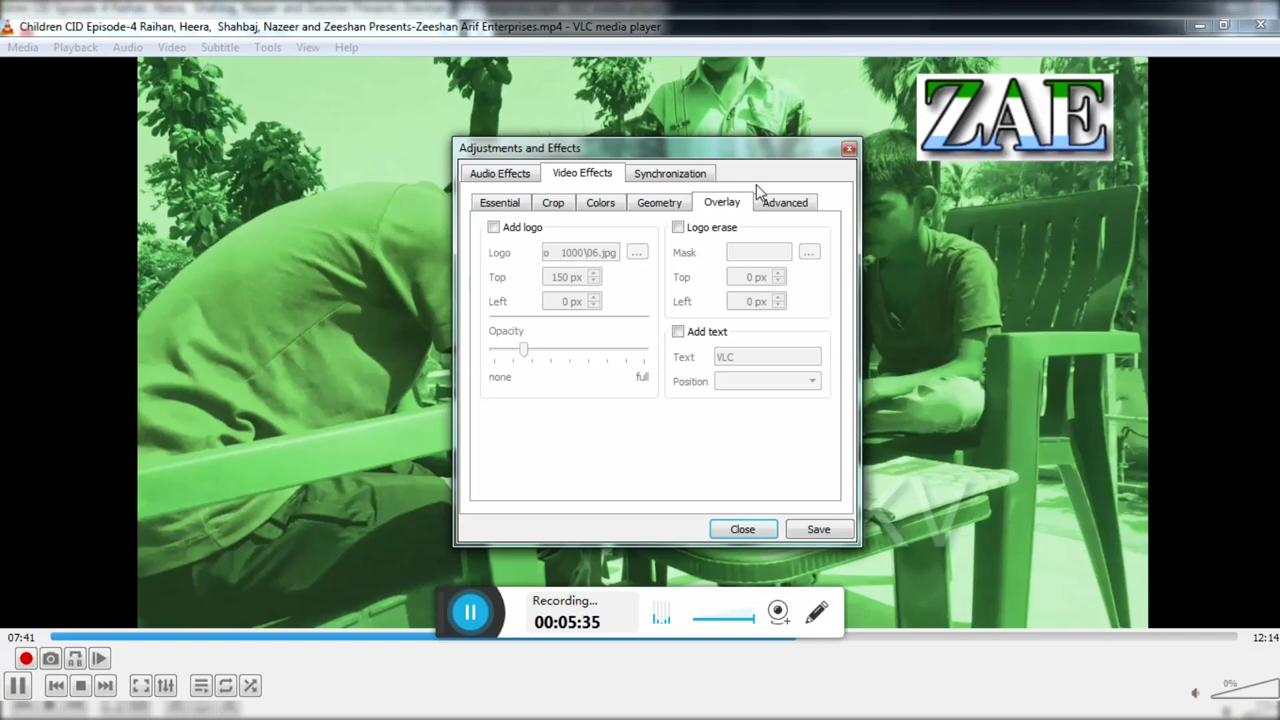 Children CID Episode-4 Raihan, Heera, Shahbaj, Nazeer and Zeeshan Presents-Zeeshan Arif Enterprises.mp4 - VLC media player
Media Playback Audio Video Subtitle Tools View Help
ZAE
Adjustments and Effects
Audio Effects Video Effects Synchronization
Essential Crop Colors Geometry Overlay Advanced
Add logo
Logo o 1000\06.jpg ...
Top 150 px
Left 0 px
Opacity
none full
Logo erase
Mask ...
Top 0 px
Left 0 px
Add text
Text VLC
Position
Close Save
Recording...
00:05:35
07:41 12:14
0%